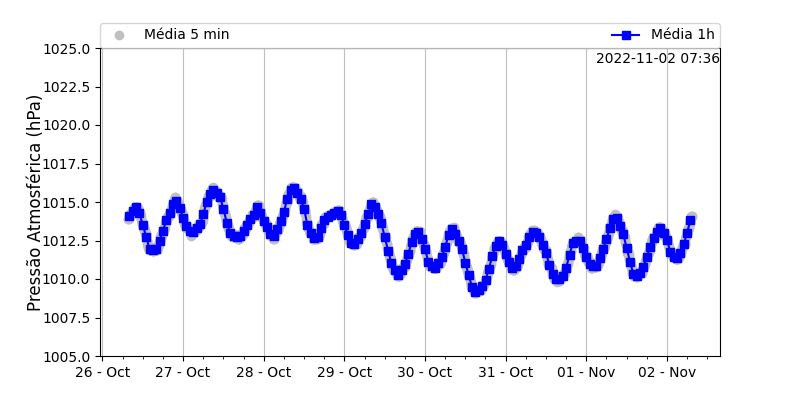 Média 5 min
Média 1h
2022-11-02 07:36
Pressão Atmosférica (hPa)
1025.0
1022.5
1020.0
1017.5
1015.0
1012.5
1010.0
1007.5
1005.0
26 - Oct
27 - Oct
28 - Oct
29 - Oct
30 - Oct
31 - Oct
01 - Nov
02 - Nov